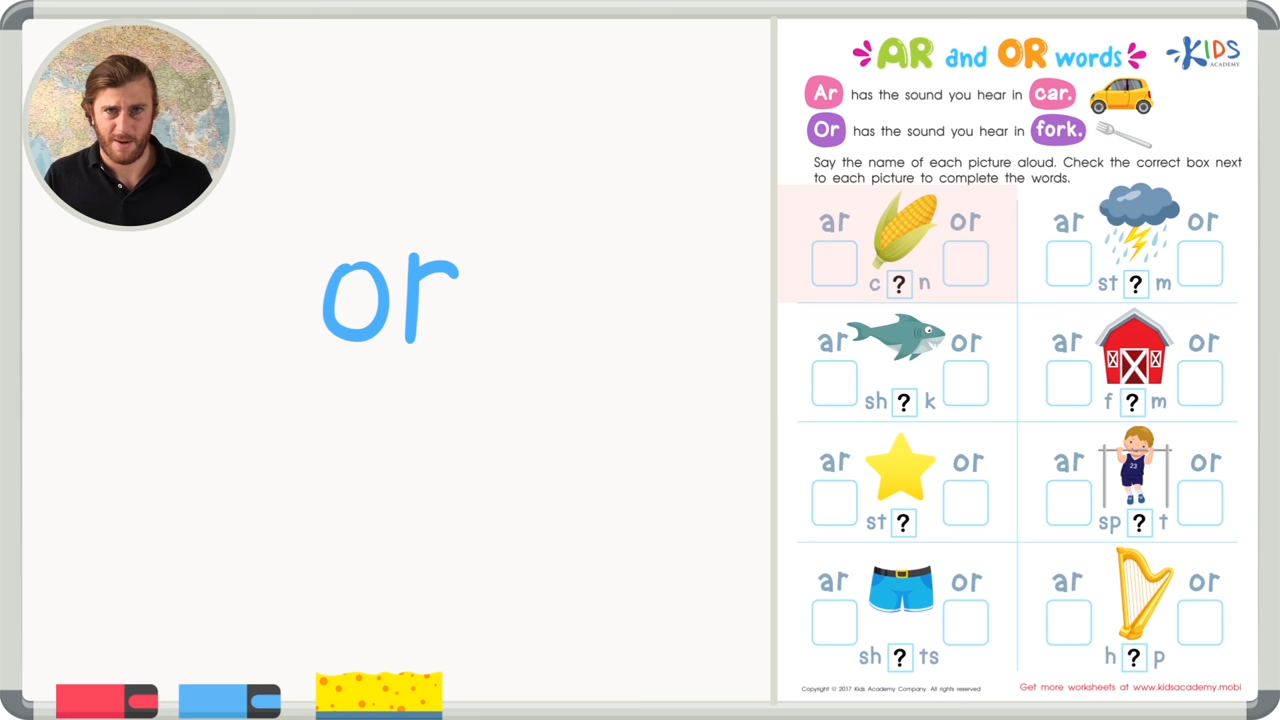 or
AR and OR words
KIDS
ACADEMY
Ar has the sound you hear in car.
Or has the sound you hear in fork.
Say the name of each picture aloud. Check the correct box next
to each picture to complete the words.
ar or
c ? n
ar or
st ? m
ar or
sh ? k
ar or
f ? m
ar or
st ?
ar or
23
sp ? t
ar or
sh ? ts
ar or
h ? p
Copyright © 2017 Kids Academy Company. All rights reserved
Get more worksheets at www.kidsacademy.mobi